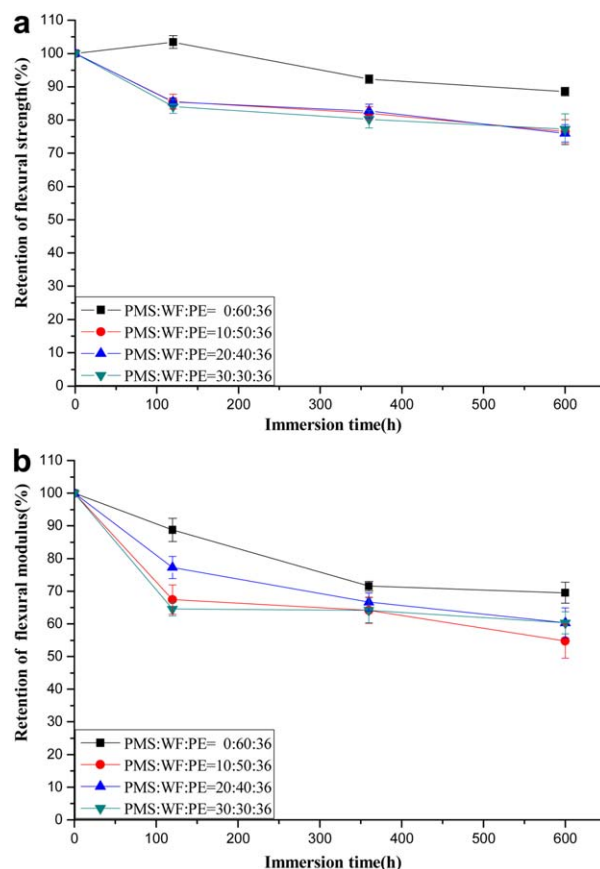 a
Retention of flexural strength(%)
110
100
90
80
70
60
50
40
30
20
10
0
PMS:WF:PE= 0:60:36
PMS:WF:PE=10:50:36
PMS:WF:PE=20:40:36
PMS:WF:PE=30:30:36
0 100 200 300 400 500 600
Immersion time(h)
b
Retention of flexural modulus(%)
110
100
90
80
70
60
50
40
30
20
10
0
PMS:WF:PE= 0:60:36
PMS:WF:PE=10:50:36
PMS:WF:PE=20:40:36
PMS:WF:PE=30:30:36
0 100 200 300 400 500 600
Immersion time(h)